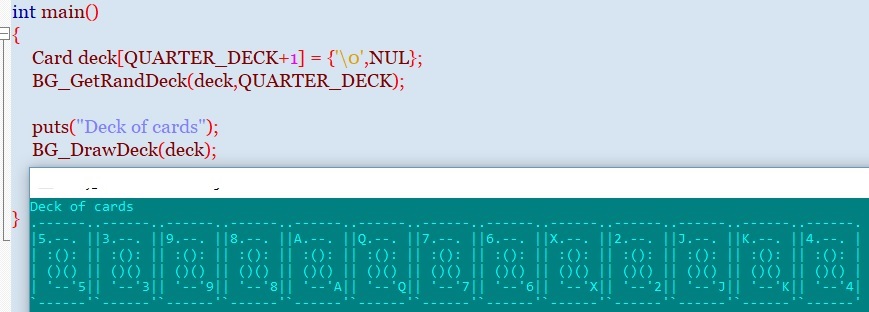 int main()
{
Card deck[QUARTER_DECK+1] = {'\0',NUL};
BG_GetRandDeck(deck,QUARTER_DECK);
puts("Deck of cards");
BG_DrawDeck(deck);
}
Deck of cards
.------..------..------..------..------..------..------..------..------..------..------..------..------.
|5.--. ||3.--. ||9.--. ||8.--. ||A.--. ||Q.--. ||7.--. ||6.--. ||X.--. ||2.--. ||J.--. ||K.--. ||4.--. |
| :(): || :(): || :(): || :(): || :(): || :(): || :(): || :(): || :(): || :(): || :(): || :(): || :(): |
| ()() || ()() || ()() || ()() || ()() || ()() || ()() || ()() || ()() || ()() || ()() || ()() || ()() |
| '--'5|| '--'3|| '--'9|| '--'8|| '--'A|| '--'Q|| '--'7|| '--'6|| '--'X|| '--'2|| '--'J|| '--'K|| '--'4|
`------'`------'`------'`------'`------'`------'`------'`------'`------'`------'`------'`------'`------'